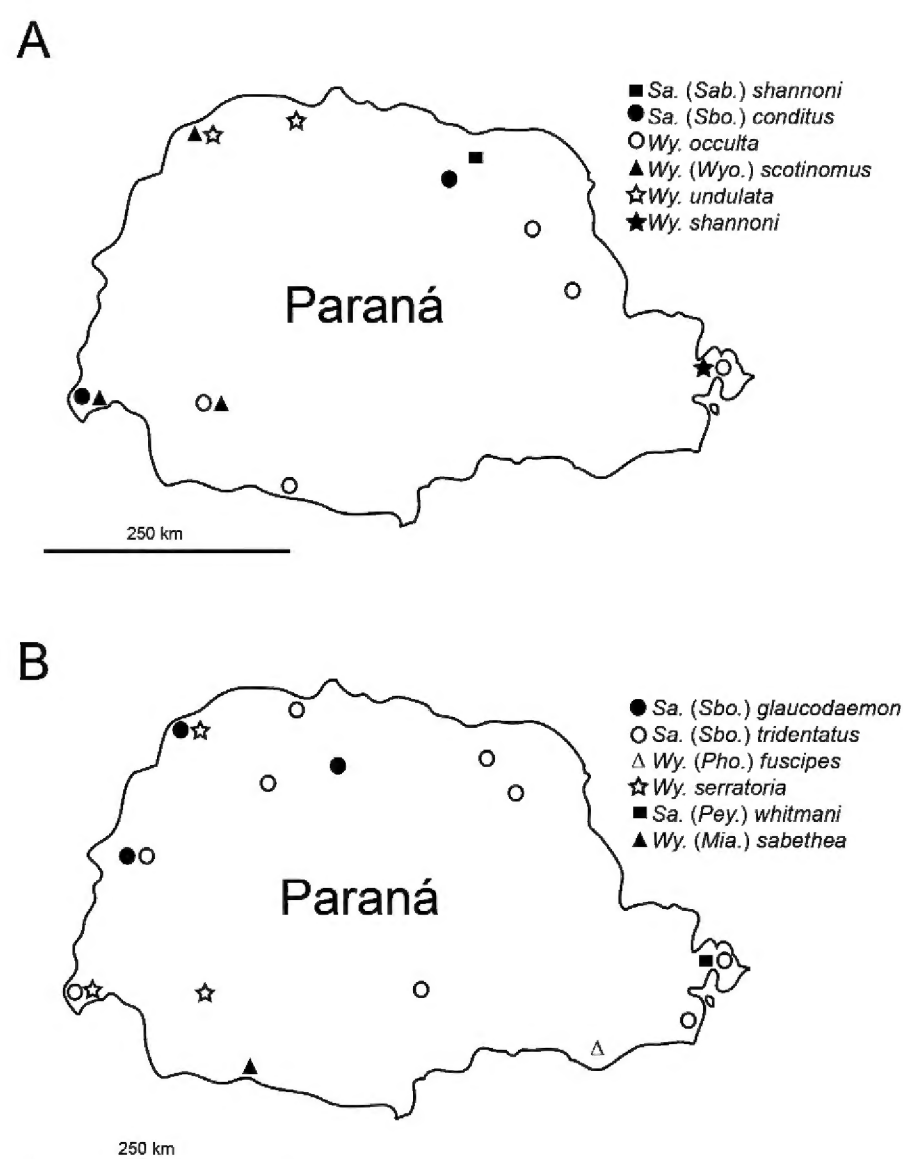 A
Sa. (Sab.) shannoni
Sa. (Sbo.) conditus
Wy. occulta
Wy. (Wyo.) scotinomus
Wy. undulata
Wy. shannoni
Paraná
250 km
B
Sa. (Sbo.) glaucodaemon
Sa. (Sbo.) tridentatus
Wy. (Pho.) fuscipes
Wy. serratoria
Sa. (Pey.) whitmani
Wy. (Mia.) sabethea
Paraná
250 km